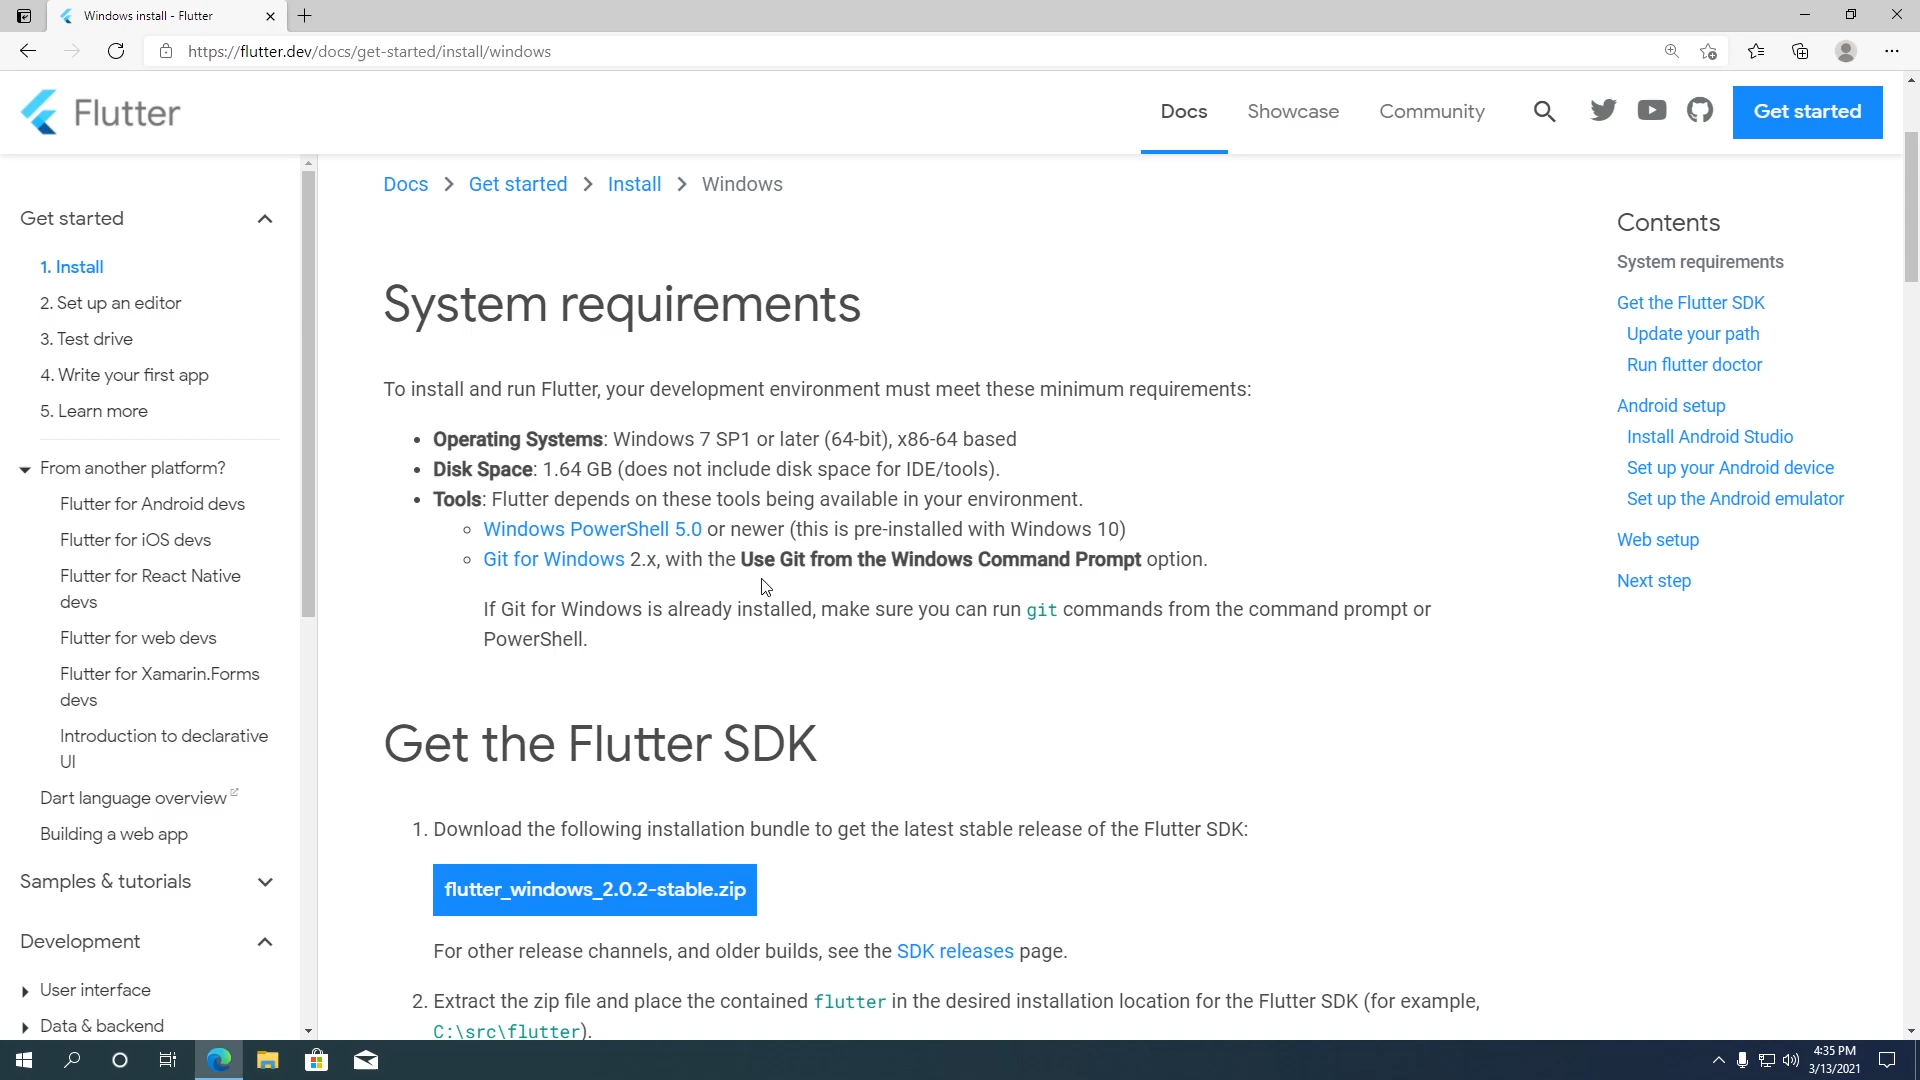 Windows install - Flutter
https://flutter.dev/docs/get-started/install/windows
Flutter
Docs
Showcase
Community
Get started
Get started
1. Install
2. Set up an editor
3. Test drive
4. Write your first app
5. Learn more
From another platform?
Flutter for Android devs
Flutter for iOS devs
Flutter for React Native
devs
Flutter for web devs
Flutter for Xamarin.Forms
devs
Introduction to declarative
UI
Dart language overview
Building a web app
Samples & tutorials
Development
User interface
Data & backend
Docs
Get started
Install
Windows
System requirements
To install and run Flutter, your development environment must meet these minimum requirements:
• Operating Systems: Windows 7 SP1 or later (64-bit), x86-64 based
• Disk Space: 1.64 GB (does not include disk space for IDE/tools).
• Tools: Flutter depends on these tools being available in your environment.
Windows PowerShell 5.0 or newer (this is pre-installed with Windows 10)
Git for Windows 2.x, with the Use Git from the Windows Command Prompt option.
If Git for Windows is already installed, make sure you can run git commands from the command prompt or
PowerShell.
Get the Flutter SDK
1. Download the following installation bundle to get the latest stable release of the Flutter SDK:
flutter_windows_2.0.2-stable.zip
For other release channels, and older builds, see the SDK releases page.
2. Extract the zip file and place the contained flutter in the desired installation location for the Flutter SDK (for example,
C:\src\flutter).
Contents
System requirements
Get the Flutter SDK
Update your path
Run flutter doctor
Android setup
Install Android Studio
Set up your Android device
Set up the Android emulator
Web setup
Next step
4:35 PM
3/13/2021